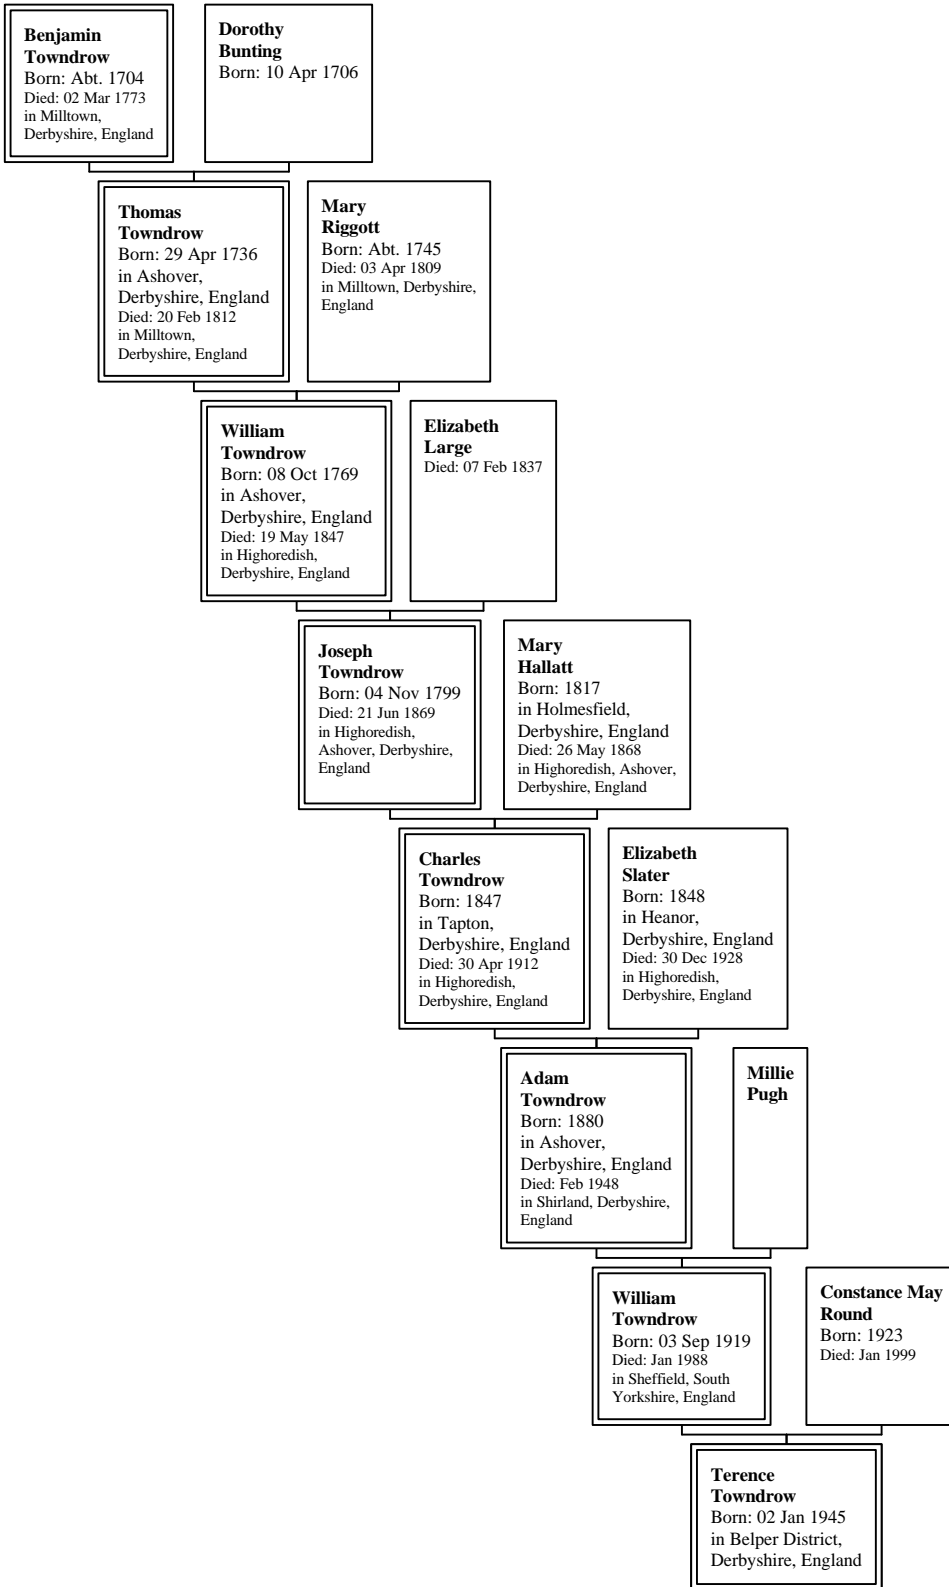 Benjamin
Towndrow
Born: Abt. 1704
Died: 02 Mar 1773
in Milltown,
Derbyshire, England
Dorothy
Bunting
Born: 10 Apr 1706
Thomas
Towndrow
Born: 29 Apr 1736
in Ashover,
Derbyshire, England
Died: 20 Feb 1812
in Milltown,
Derbyshire, England
Mary
Riggott
Born: Abt. 1745
Died: 03 Apr 1809
in Milltown, Derbyshire,
England
William
Towndrow
Born: 08 Oct 1769
in Ashover,
Derbyshire, England
Died: 19 May 1847
in Highoredish,
Derbyshire, England
Elizabeth
Large
Died: 07 Feb 1837
Joseph
Towndrow
Born: 04 Nov 1799
Died: 21 Jun 1869
in Highoredish,
Ashover, Derbyshire,
England
Mary
Hallatt
Born: 1817
in Holmesfield,
Derbyshire, England
Died: 26 May 1868
in Highoredish, Ashover,
Derbyshire, England
Charles
Towndrow
Born: 1847
in Tapton,
Derbyshire, England
Died: 30 Apr 1912
in Highoredish,
Derbyshire, England
Elizabeth
Slater
Born: 1848
in Heanor,
Derbyshire, England
Died: 30 Dec 1928
in Highoredish,
Derbyshire, England
Adam
Towndrow
Born: 1880
in Ashover,
Derbyshire, England
Died: Feb 1948
in Shirland, Derbyshire,
England
Millie
Pugh
William
Towndrow
Born: 03 Sep 1919
Died: Jan 1988
in Sheffield, South
Yorkshire, England
Constance May
Round
Born: 1923
Died: Jan 1999
Terence
Towndrow
Born: 02 Jan 1945
in Belper District,
Derbyshire, England